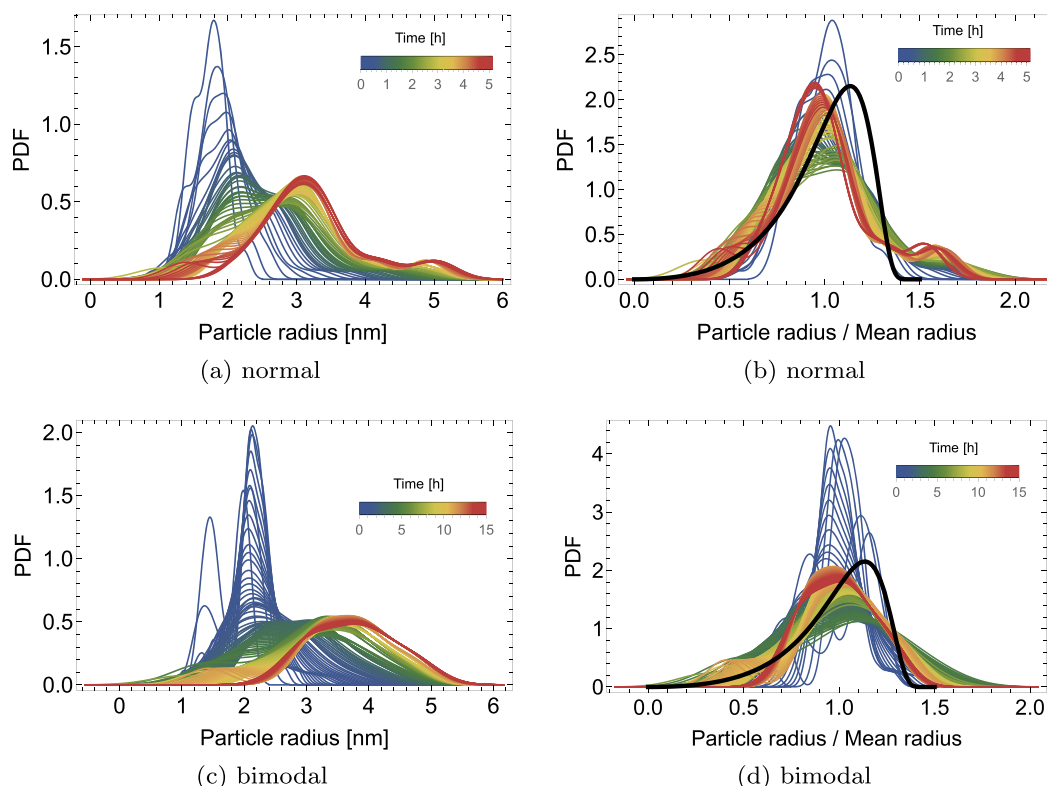 Time [h]
0 1 2 3 4 5
PDF
1.5
1.0
0.5
0.0
0 1 2 3 4 5 6
Particle radius [nm]
(a) normal
Time [h]
0 1 2 3 4 5
PDF
2.5
2.0
1.5
1.0
0.5
0.0
0.0 0.5 1.0 1.5 2.0
Particle radius / Mean radius
(b) normal
Time [h]
0 5 10 15
PDF
2.0
1.5
1.0
0.5
0.0
0 1 2 3 4 5 6
Particle radius [nm]
(c) bimodal
Time [h]
0 5 10 15
PDF
4
3
2
1
0
0.0 0.5 1.0 1.5 2.0
Particle radius / Mean radius
(d) bimodal